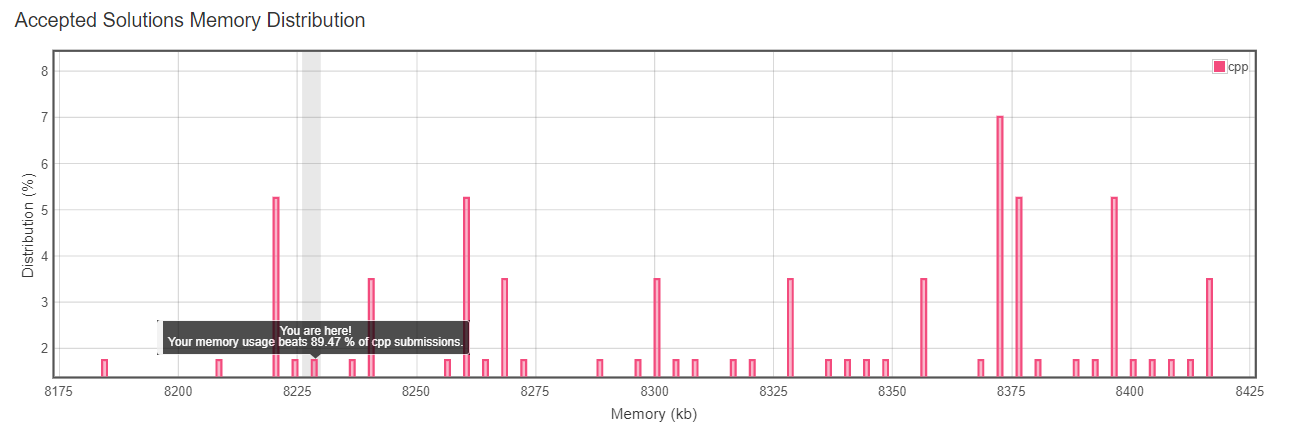 Accepted Solutions Memory Distribution
cpp
8
7
6
5
4
3
2
Distribution (%)
You are here!
Your memory usage beats 89.47 % of cpp submissions.
8175 8200 8225 8250 8275 8300 8325 8350 8375 8400 8425
Memory (kb)